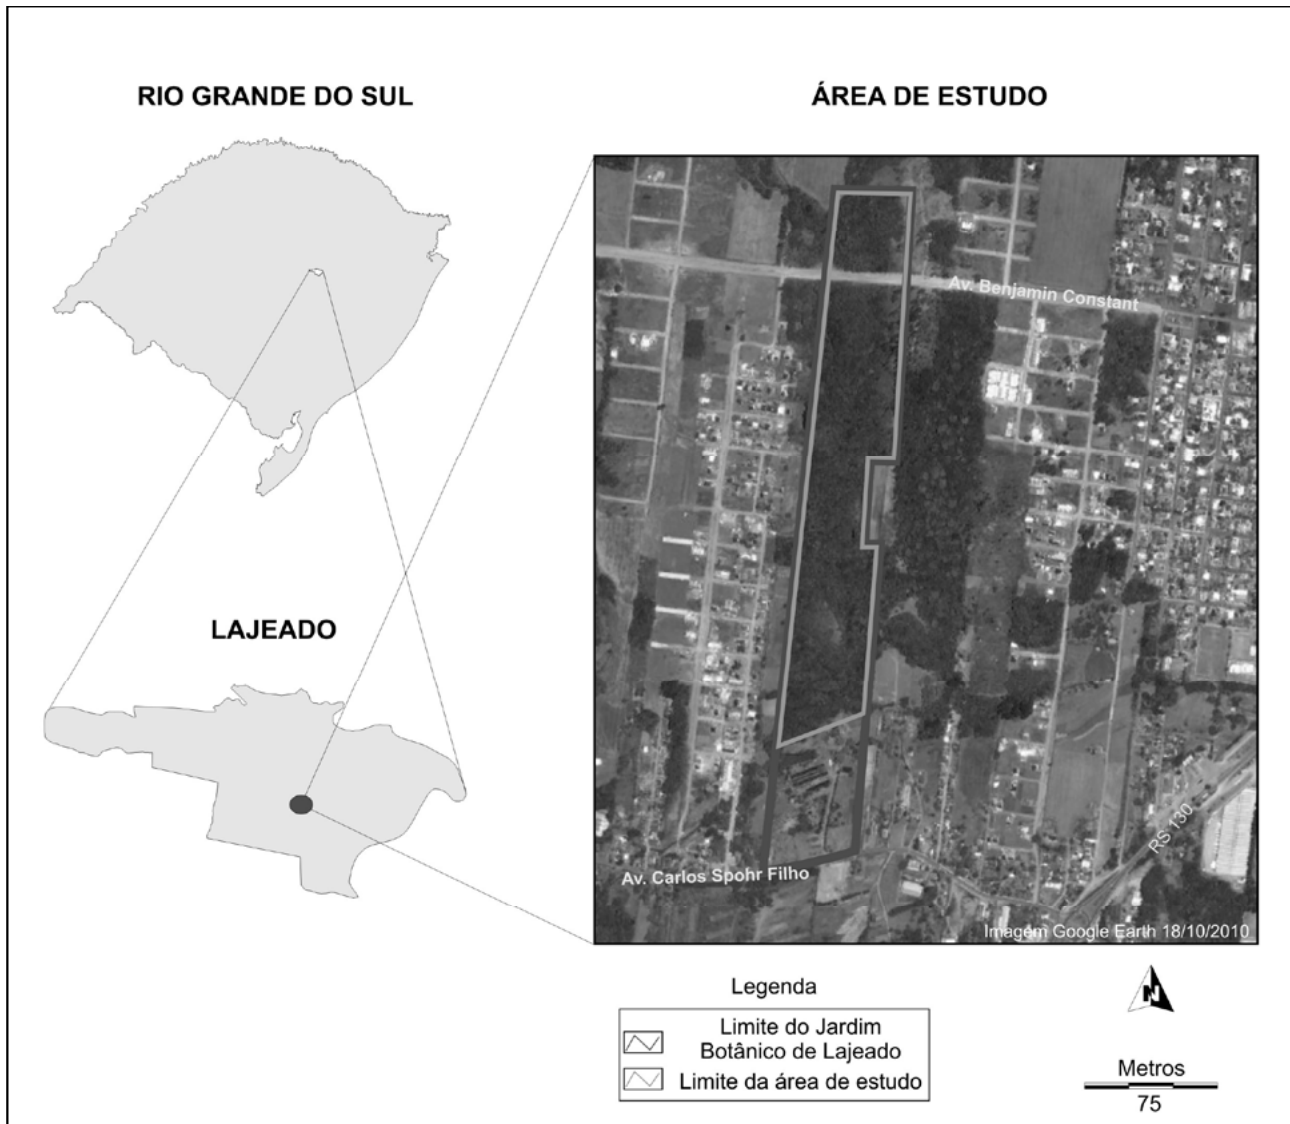 RIO GRANDE DO SUL
ÁREA DE ESTUDO
Av. Benjamin Constant
LAJEADO
RS 130
Av. Carlos Spohr Filho
Imagem Google Earth 18/10/2010
Legenda
Limite do Jardim
Botânico de Lajeado
Limite da área de estudo
N
Metros
75